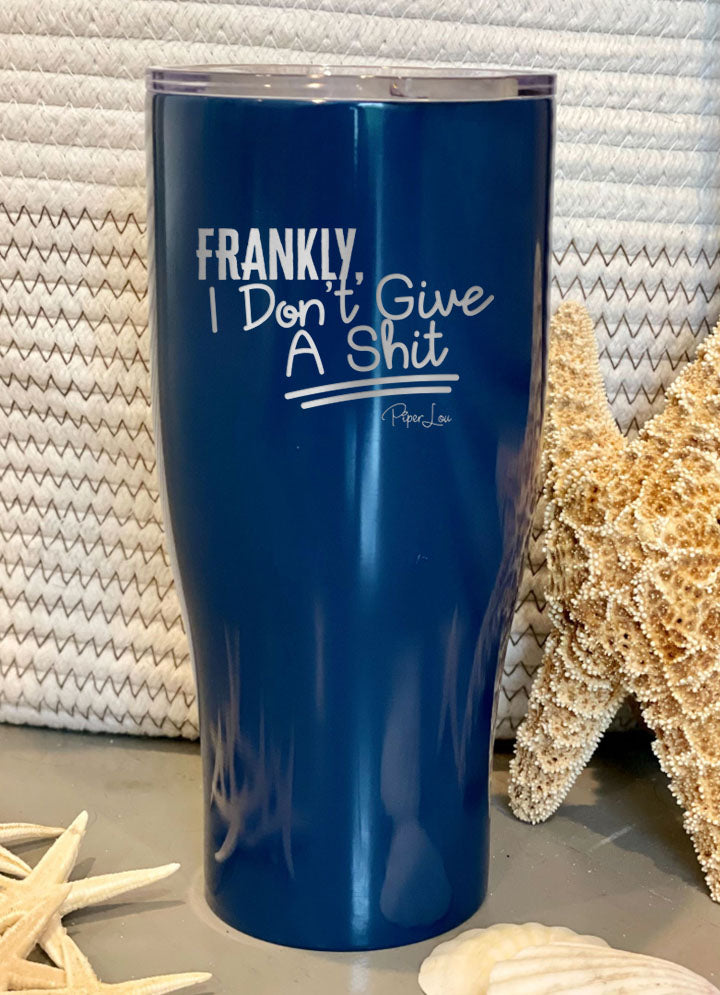 FRANKLY,
I Don't Give
A Shit
Piper Lou